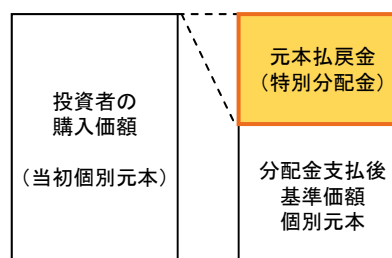 投資者の
購入価額
（当初個別元本）
元本払戻金
（特別分配金）
分配金支払後
基準価額
個別元本